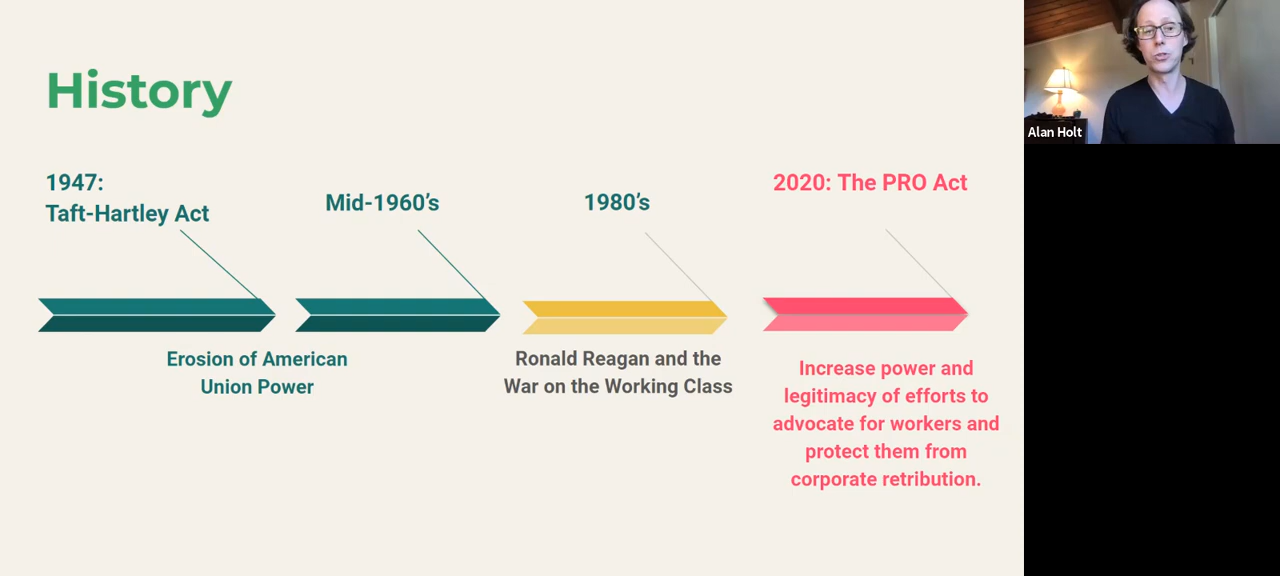 History
1947:
Taft-Hartley Act
Mid-1960’s
1980’s
2020: The PRO Act
Erosion of American
Union Power
Ronald Reagan and the
War on the Working Class
Increase power and
legitimacy of efforts to
advocate for workers and
protect them from
corporate retribution.
Alan Holt